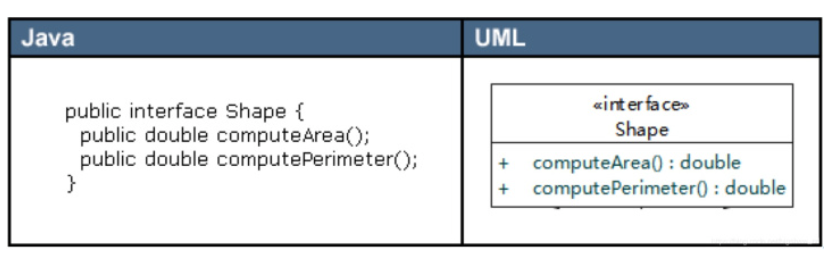 Java
UML
public interface Shape {
public double computeArea();
public double computePerimeter();
}
«interface»
Shape
+ computeArea() : double
+ computePerimeter() : double